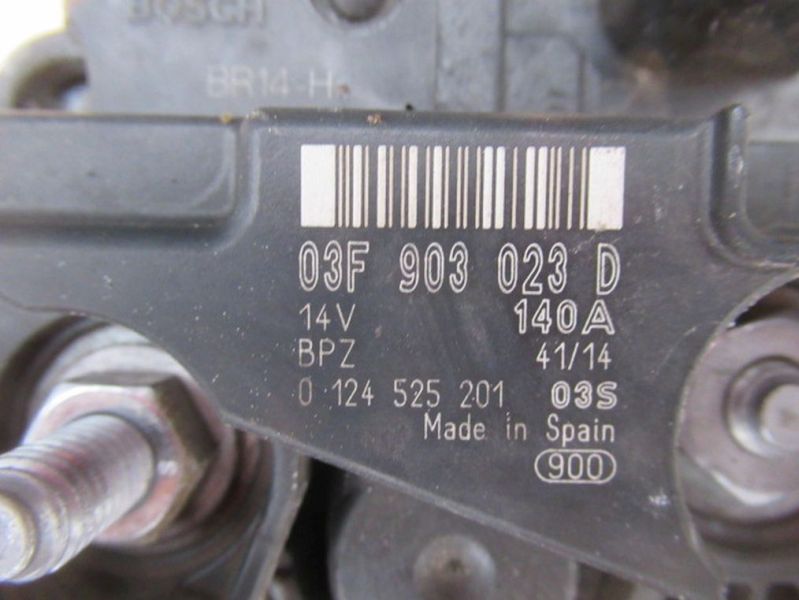 BOSCH
BR14-H
03F 903 023 D
14V 140A
BPZ 41/14
0 124 525 201 03S
Made in Spain
900